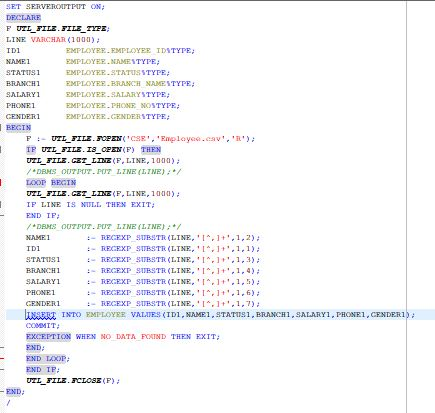 SET SERVEROUTPUT ON;
DECLARE
F UTL_FILE.FILE_TYPE;
LINE VARCHAR(1000);
ID1 EMPLOYEE.EMPLOYEE_ID%TYPE;
NAME1 EMPLOYEE.NAME%TYPE;
STATUS1 EMPLOYEE.STATUS%TYPE;
BRANCH1 EMPLOYEE.BRANCH_NAME%TYPE;
SALARY1 EMPLOYEE.SALARY%TYPE;
PHONE1 EMPLOYEE.PHONE_NO%TYPE;
GENDER1 EMPLOYEE.GENDER%TYPE;
BEGIN
F := UTL_FILE.FOPEN('CSE','Employee.csv','R');
IF UTL_FILE.IS_OPEN(F) THEN
UTL_FILE.GET_LINE(F,LINE,1000);
/*DBMS_OUTPUT.PUT_LINE(LINE);*/
LOOP BEGIN
UTL_FILE.GET_LINE(F,LINE,1000);
IF LINE IS NULL THEN EXIT;
END IF;
/*DBMS_OUTPUT.PUT_LINE(LINE);*/
NAME1 := REGEXP_SUBSTR(LINE,'[^,]+',1,2);
ID1 := REGEXP_SUBSTR(LINE,'[^,]+',1,1);
STATUS1 := REGEXP_SUBSTR(LINE,'[^,]+',1,3);
BRANCH1 := REGEXP_SUBSTR(LINE,'[^,]+',1,4);
SALARY1 := REGEXP_SUBSTR(LINE,'[^,]+',1,5);
PHONE1 := REGEXP_SUBSTR(LINE,'[^,]+',1,6);
GENDER1 := REGEXP_SUBSTR(LINE,'[^,]+',1,7);
INSERT INTO EMPLOYEE VALUES(ID1,NAME1,STATUS1,BRANCH1,SALARY1,PHONE1,GENDER1);
COMMIT;
EXCEPTION WHEN NO_DATA_FOUND THEN EXIT;
END;
END LOOP;
END IF;
UTL_FILE.FCLOSE(F);
END;
/